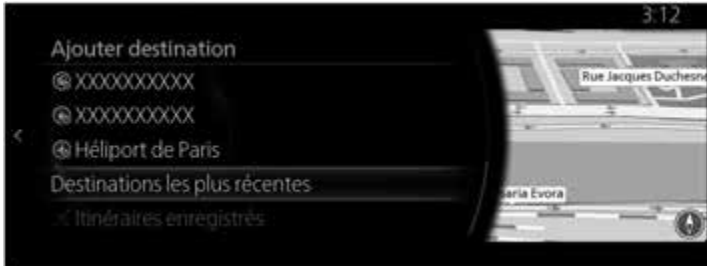 3:12
Ajouter destination
XXXXXXXXXX
XXXXXXXXXX
Héliport de Paris
Destinations les plus récentes
Itinéraires enregistrés
Rue Jacques Duchesne
aria Evora